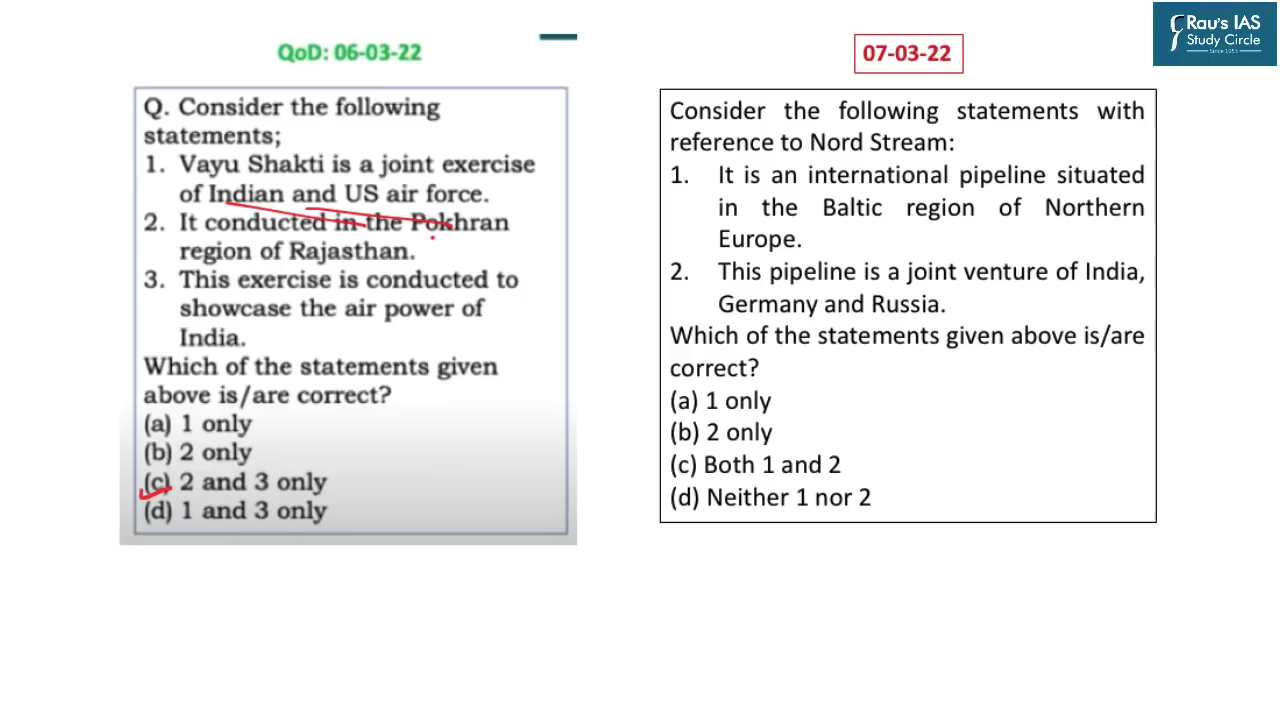 QoD: 06-03-22
Q. Consider the following
statements;
1. Vayu Shakti is a joint exercise
of Indian and US air force.
2. It conducted in the Pokhran
region of Rajasthan.
3. This exercise is conducted to
showcase the air power of
India.
Which of the statements given
above is/are correct?
(a) 1 only
(b) 2 only
(c) 2 and 3 only
(d) 1 and 3 only
07-03-22
Consider the following statements with
reference to Nord Stream:
1. It is an international pipeline situated
in the Baltic region of Northern
Europe.
2. This pipeline is a joint venture of India,
Germany and Russia.
Which of the statements given above is/are
correct?
(a) 1 only
(b) 2 only
(c) Both 1 and 2
(d) Neither 1 nor 2
Rau's IAS
Study Circle
Since 1953